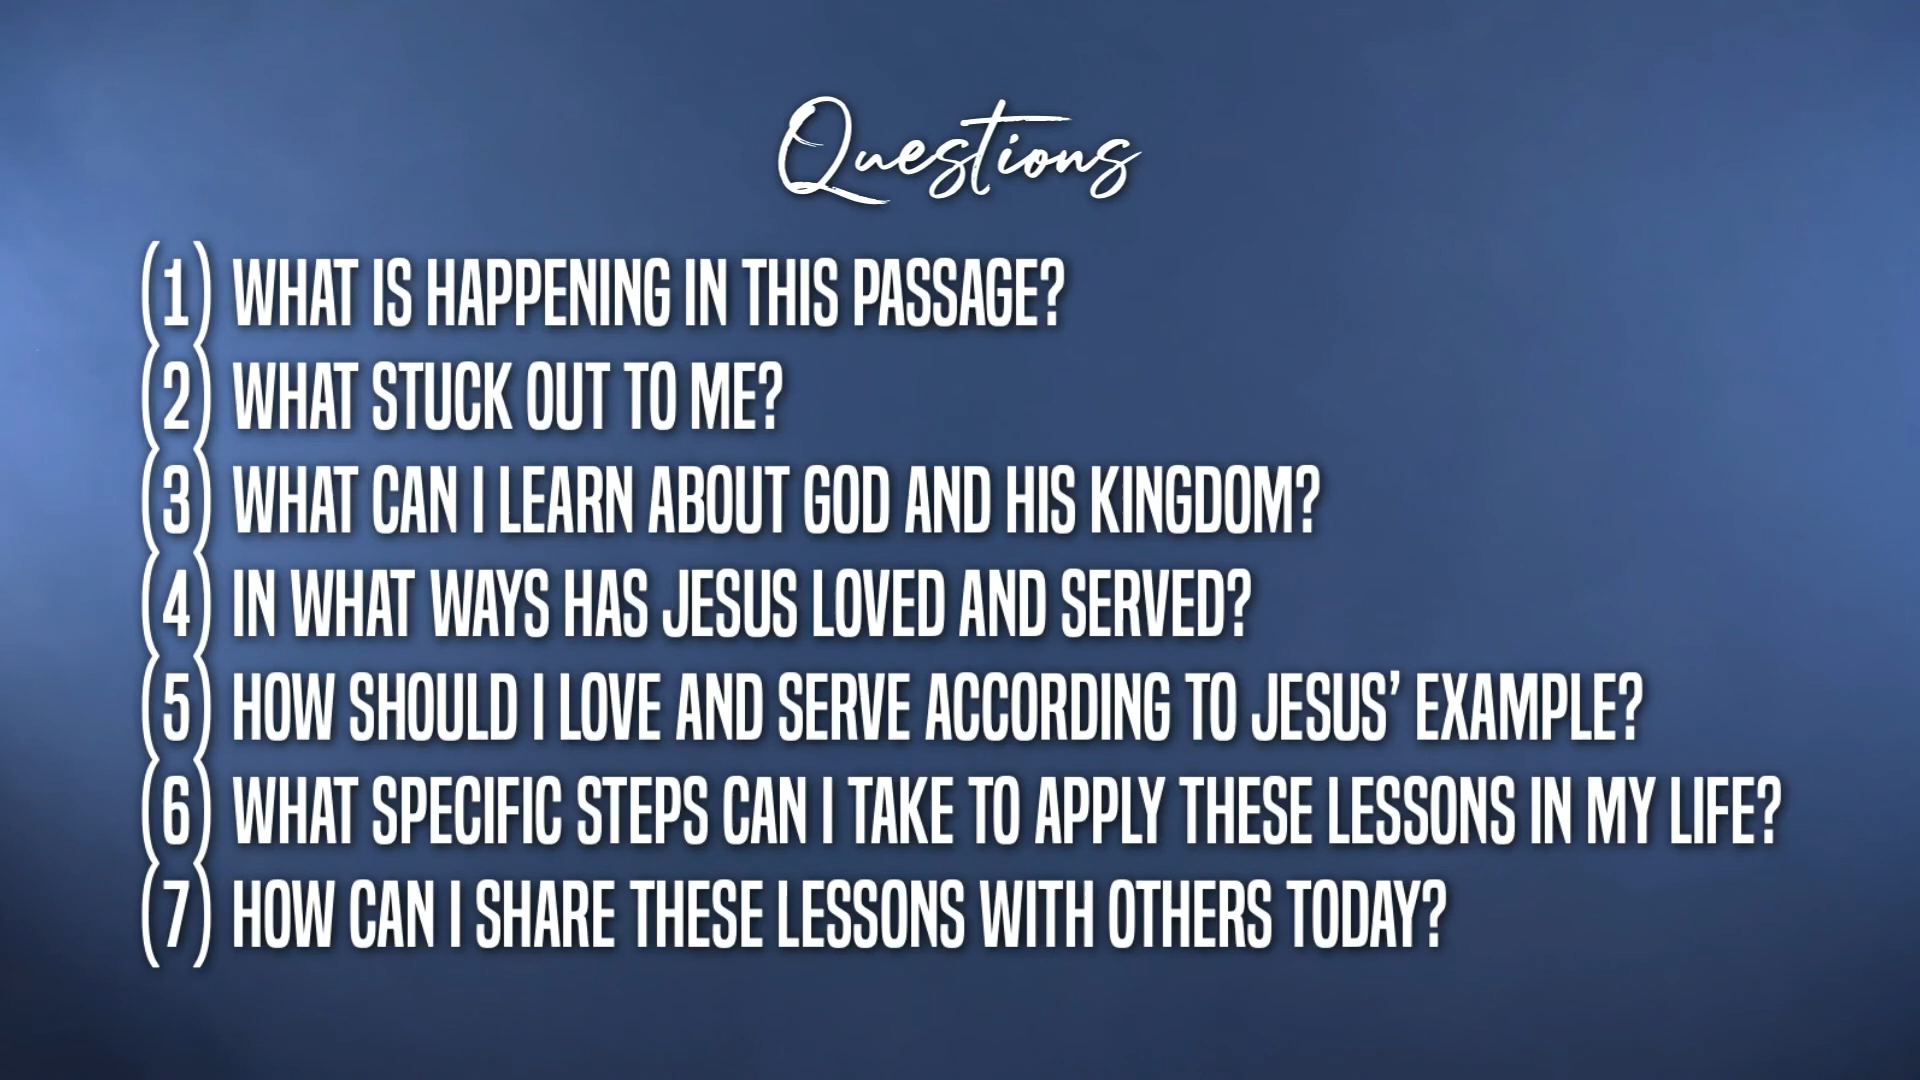 Questions
(1) WHAT IS HAPPENING IN THIS PASSAGE?
(2) WHAT STUCK OUT TO ME?
(3) WHAT CAN I LEARN ABOUT GOD AND HIS KINGDOM?
(4) IN WHAT WAYS HAS JESUS LOVED AND SERVED?
(5) HOW SHOULD I LOVE AND SERVE ACCORDING TO JESUS’ EXAMPLE?
(6) WHAT SPECIFIC STEPS CAN I TAKE TO APPLY THESE LESSONS IN MY LIFE?
(7) HOW CAN I SHARE THESE LESSONS WITH OTHERS TODAY?